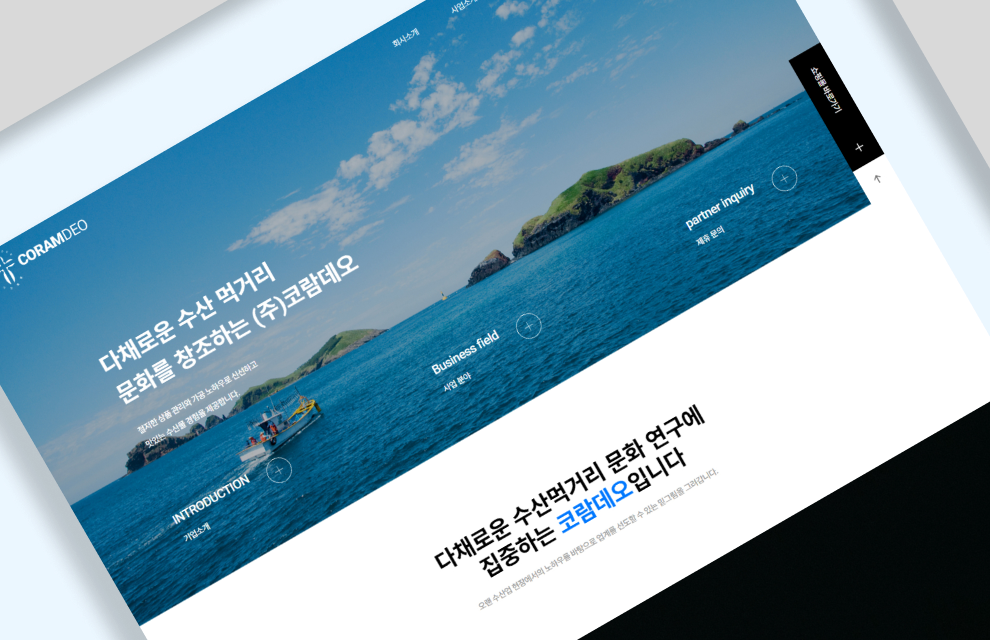 회사소개
사업소개
쇼핑몰 바로가기
CORAMDEO
다채로운 수산 먹거리
문화를 창조하는 (주)코람데오
철저한 상품 관리와 가공 노하우로 신선하고
맛있는 수산물 경험을 제공합니다.
INTRODUCTION
기업소개
Business field
사업 분야
partner inquiry
제휴 문의
다채로운 수산먹거리 문화 연구에
집중하는 코람데오입니다
오랜 수산업 현장에서의 노하우를 바탕으로 업계를 선도할 수 있는 밑그림을 그려갑니다.